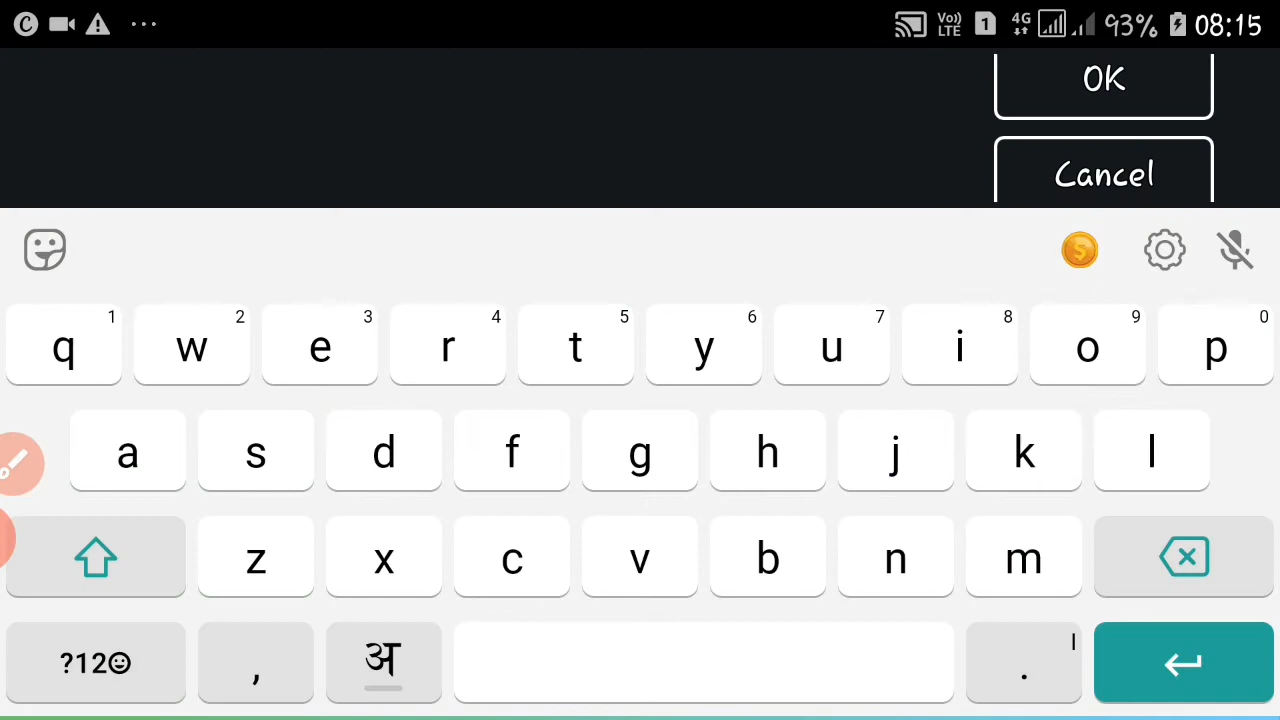 Vo)) LTE 1 4G 93% 08:15
OK
Cancel
1 2 3 4 5 6 7 8 9 0
q w e r t y u i o p
a s d f g h j k l
z x c v b n m
?12 , अ . |